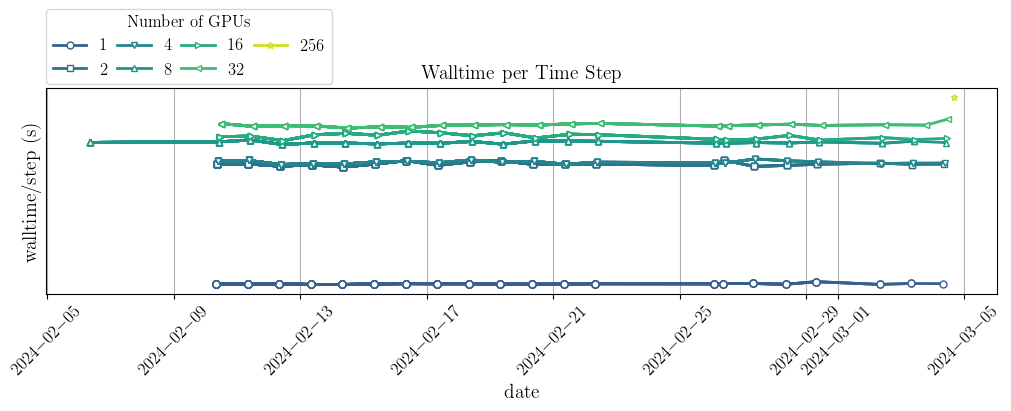 Number of GPUs
1 4 16 256
2 8 32
Walltime per Time Step
walltime/step (s)
2024−02−05 2024−02−09 2024−02−13 2024−02−17 2024−02−21 2024−02−25 2024−02−29 2024−03−01 2024−03−05
date